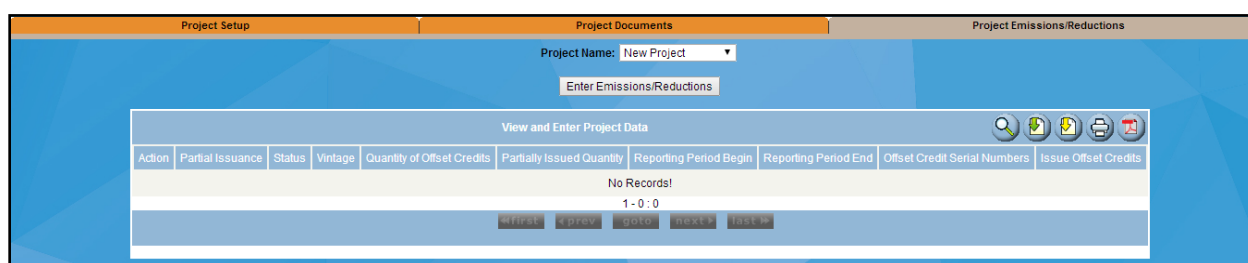 Project Setup Project Documents Project Emissions/Reductions
Project Name: New Project
Enter Emissions/Reductions
View and Enter Project Data
Action Partial Issuance Status Vintage Quantity of Offset Credits Partially Issued Quantity Reporting Period Begin Reporting Period End Offset Credit Serial Numbers Issue Offset Credits
No Records!
1 - 0 : 0
first prev goto next last